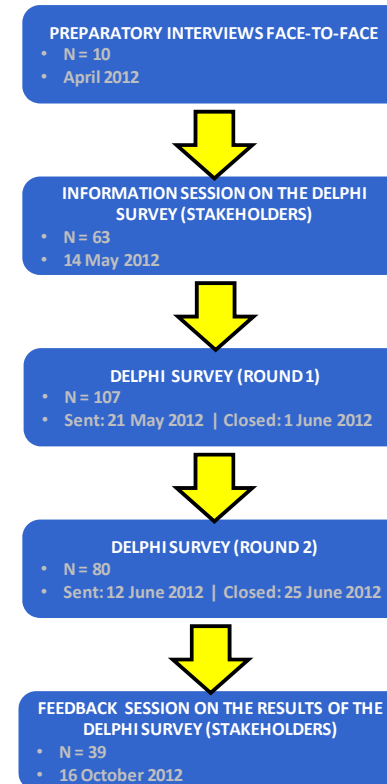 PREPARATORY INTERVIEWS FACE-TO-FACE
• N = 10
• April 2012
INFORMATION SESSION ON THE DELPHI
SURVEY (STAKEHOLDERS)
• N = 63
• 14 May 2012
DELPHI SURVEY (ROUND 1)
• N = 107
• Sent: 21 May 2012 | Closed: 1 June 2012
DELPHI SURVEY (ROUND 2)
• N = 80
• Sent: 12 June 2012 | Closed: 25 June 2012
FEEDBACK SESSION ON THE RESULTS OF THE
DELPHI SURVEY (STAKEHOLDERS)
• N = 39
• 16 October 2012